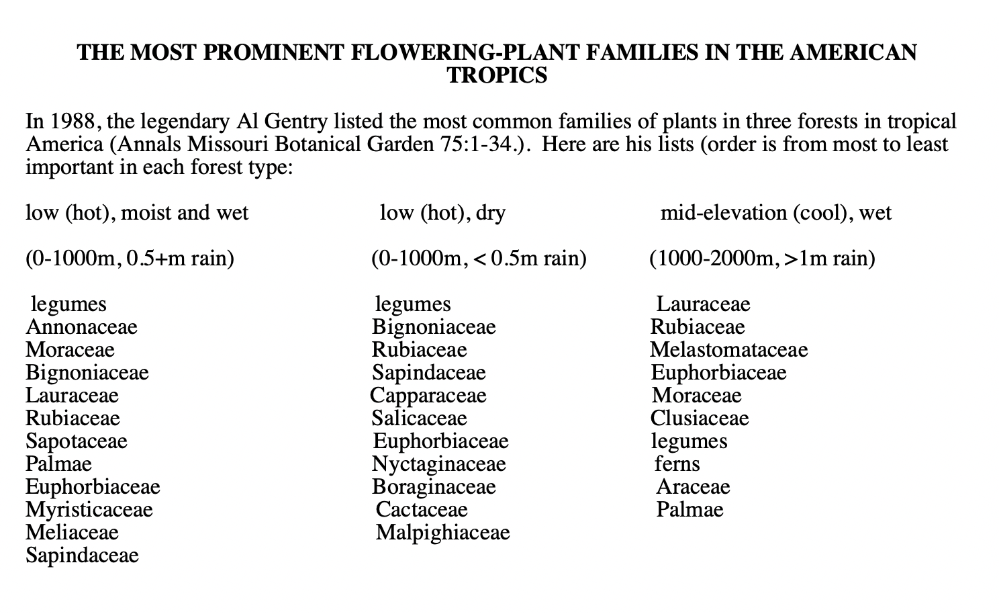 THE MOST PROMINENT FLOWERING-PLANT FAMILIES IN THE AMERICAN
TROPICS
In 1988, the legendary Al Gentry listed the most common families of plants in three forests in tropical
America (Annals Missouri Botanical Garden 75:1-34.).  Here are his lists (order is from most to least
important in each forest type:
low (hot), moist and wet low (hot), dry mid-elevation (cool), wet
(0-1000m, 0.5+m rain) (0-1000m, < 0.5m rain) (1000-2000m, >1m rain)
legumes legumes Lauraceae
Annonaceae Bignoniaceae Rubiaceae
Moraceae Rubiaceae Melastomataceae
Bignoniaceae Sapindaceae Euphorbiaceae
Lauraceae Capparaceae Moraceae
Rubiaceae Salicaceae Clusiaceae
Sapotaceae Euphorbiaceae legumes
Palmae Nyctaginaceae ferns
Euphorbiaceae Boraginaceae Araceae
Myristicaceae Cactaceae Palmae
Meliaceae Malpighiaceae
Sapindaceae